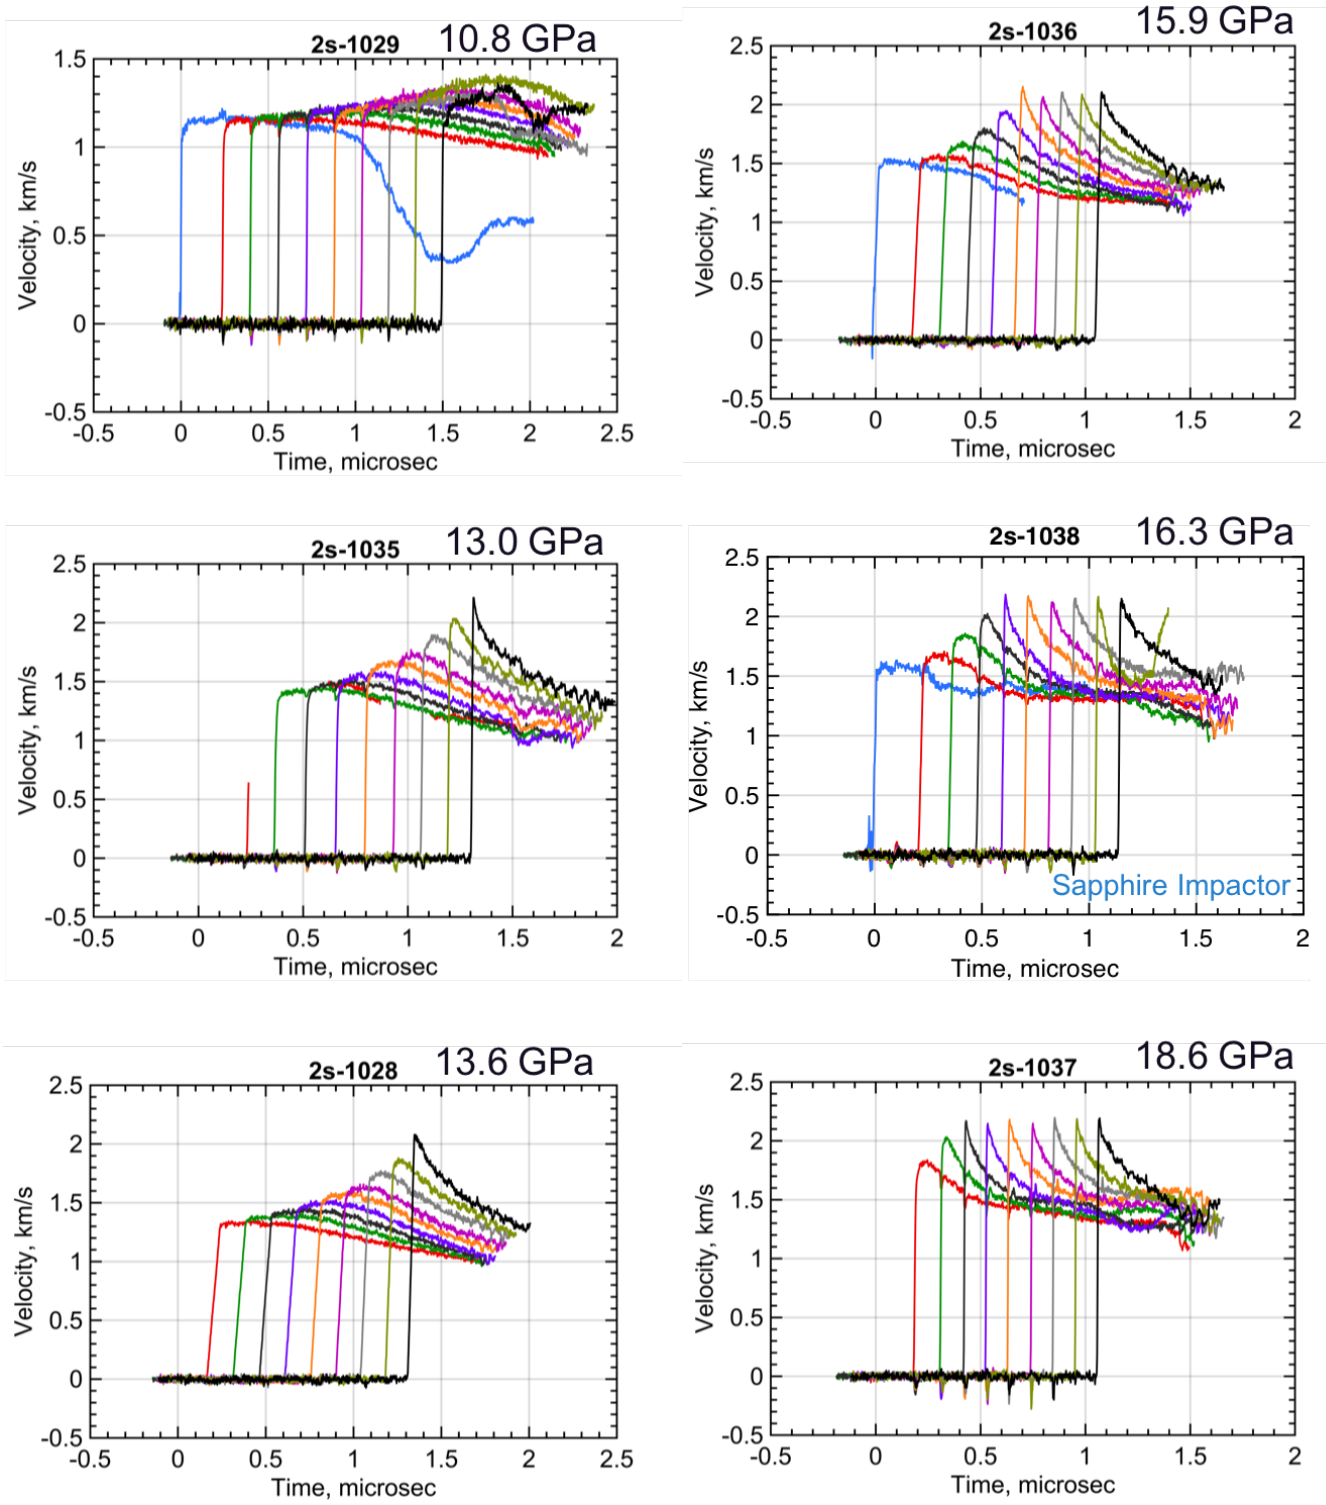 2s-1029 10.8 GPa
1.5
1
0.5
0
-0.5
-0.5 0 0.5 1 1.5 2 2.5
Velocity, km/s
Time, microsec
2s-1036 15.9 GPa
2.5
2
1.5
1
0.5
0
-0.5
-0.5 0 0.5 1 1.5 2
Velocity, km/s
Time, microsec
2s-1035 13.0 GPa
2.5
2
1.5
1
0.5
0
-0.5
-0.5 0 0.5 1 1.5 2
Velocity, km/s
Time, microsec
2s-1038 16.3 GPa
2.5
2
1.5
1
0.5
0
-0.5
-0.5 0 0.5 1 1.5 2
Velocity, km/s
Sapphire Impactor
Time, microsec
2s-1028 13.6 GPa
2.5
2
1.5
1
0.5
0
-0.5
-0.5 0 0.5 1 1.5 2 2.5
Velocity, km/s
Time, microsec
2s-1037 18.6 GPa
2.5
2
1.5
1
0.5
0
-0.5
-0.5 0 0.5 1 1.5 2
Velocity, km/s
Time, microsec